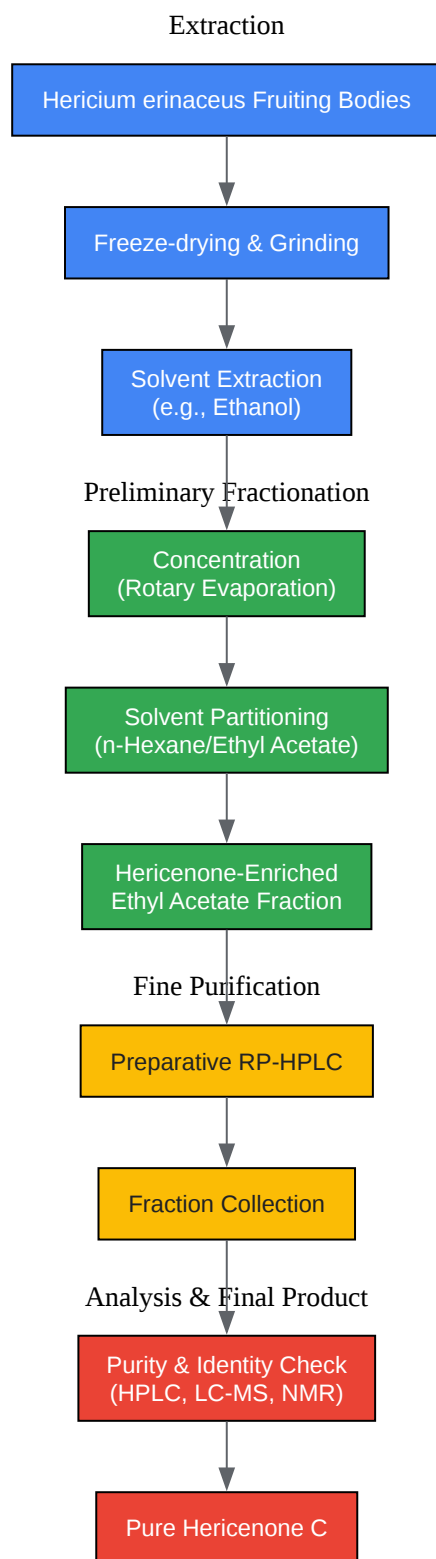 Extraction
Hericium erinaceus Fruiting Bodies
Freeze-drying & Grinding
Solvent Extraction
(e.g., Ethanol)
Preliminary Fractionation
Concentration
(Rotary Evaporation)
Solvent Partitioning
(n-Hexane/Ethyl Acetate)
Hericenone-Enriched
Ethyl Acetate Fraction
Fine Purification
Preparative RP-HPLC
Fraction Collection
Analysis & Final Product
Purity & Identity Check
(HPLC, LC-MS, NMR)
Pure Hericenone C